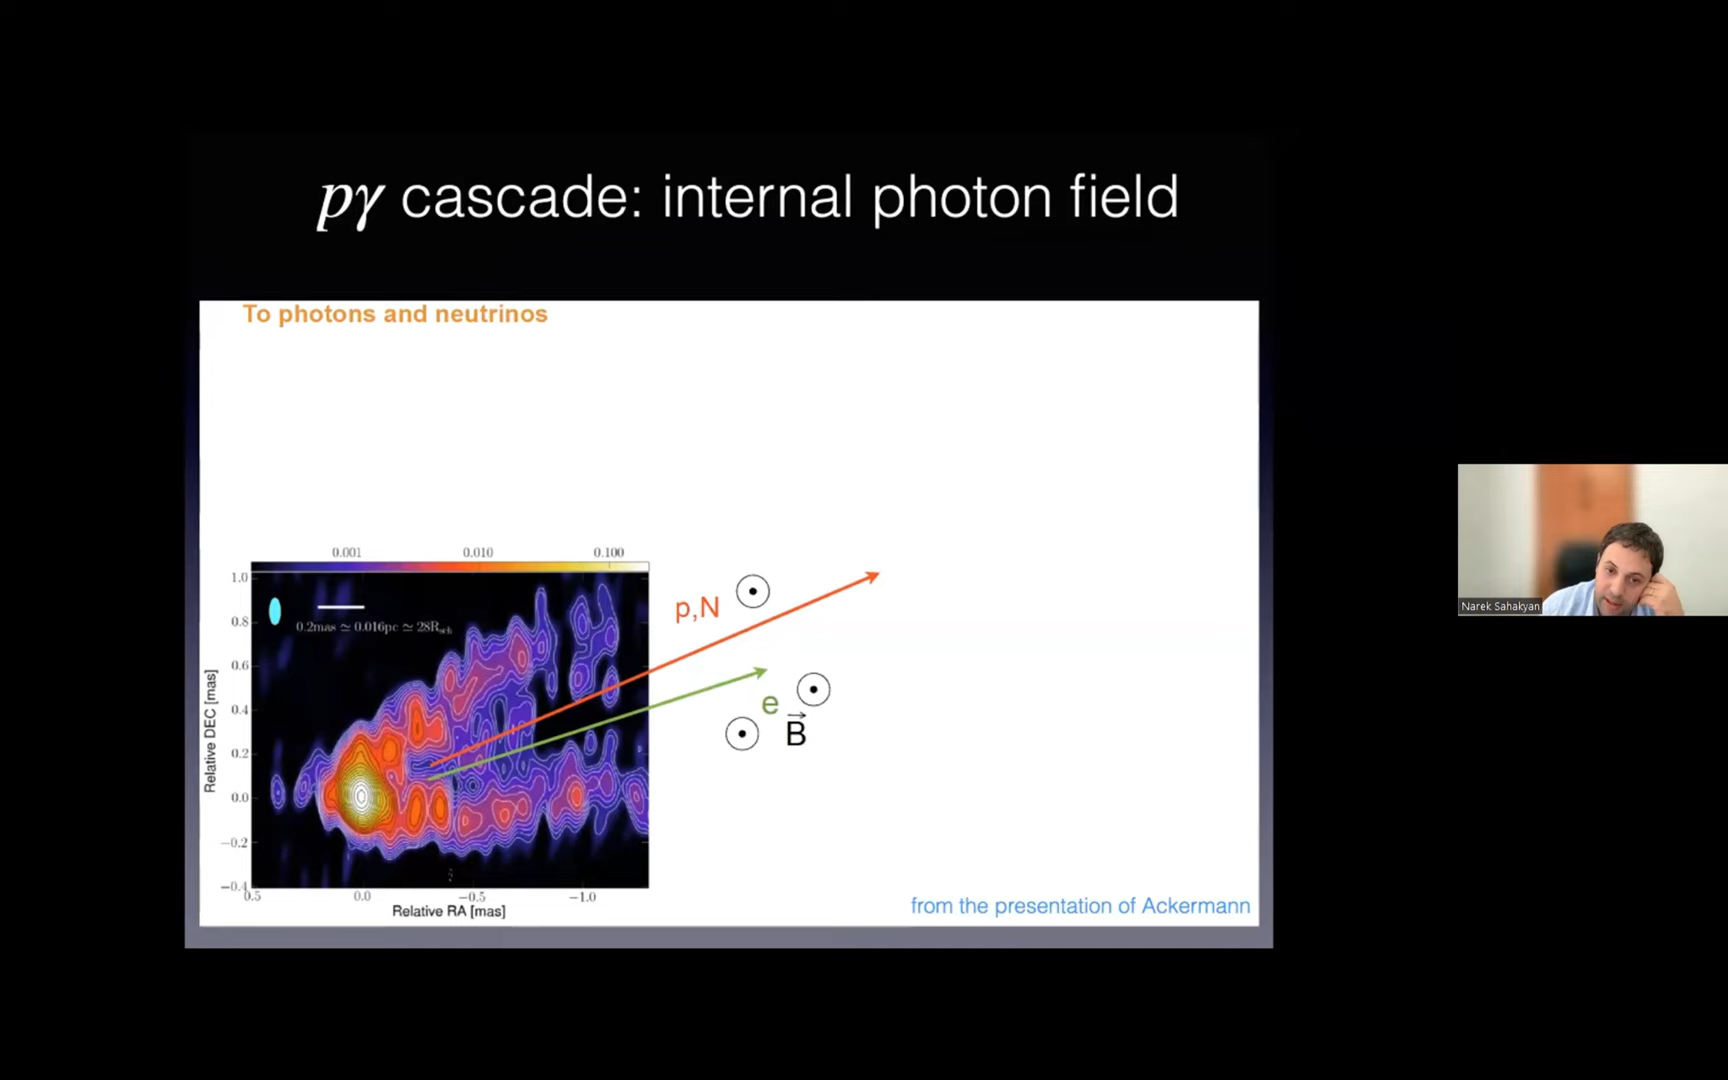 pγ cascade: internal photon field
To photons and neutrinos
0.001 0.010 0.100
1.0
0.8
0.6
0.4
0.2
0.0
−0.2
−0.4
0.2mas ≃ 0.016pc ≃ 28R_sch
Relative DEC [mas]
0.5 0.0 −0.5 −1.0
Relative RA [mas]
p,N
e
B
from the presentation of Ackermann
Narek Sahakyan